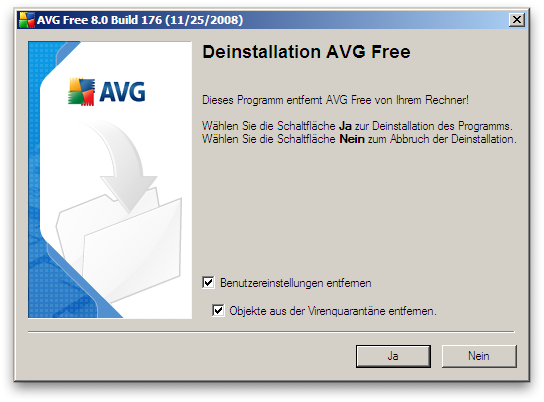 AVG Free 8.0 Build 176 (11/25/2008)
AVG
Deinstallation AVG Free
Dieses Programm entfernt AVG Free von Ihrem Rechner!
Wählen Sie die Schaltfläche Ja zur Deinstallation des Programms.
Wählen Sie die Schaltfläche Nein zum Abbruch der Deinstallation.
Benutzereinstellungen entfernen
Objekte aus der Virenquarantäne entfernen.
Ja
Nein